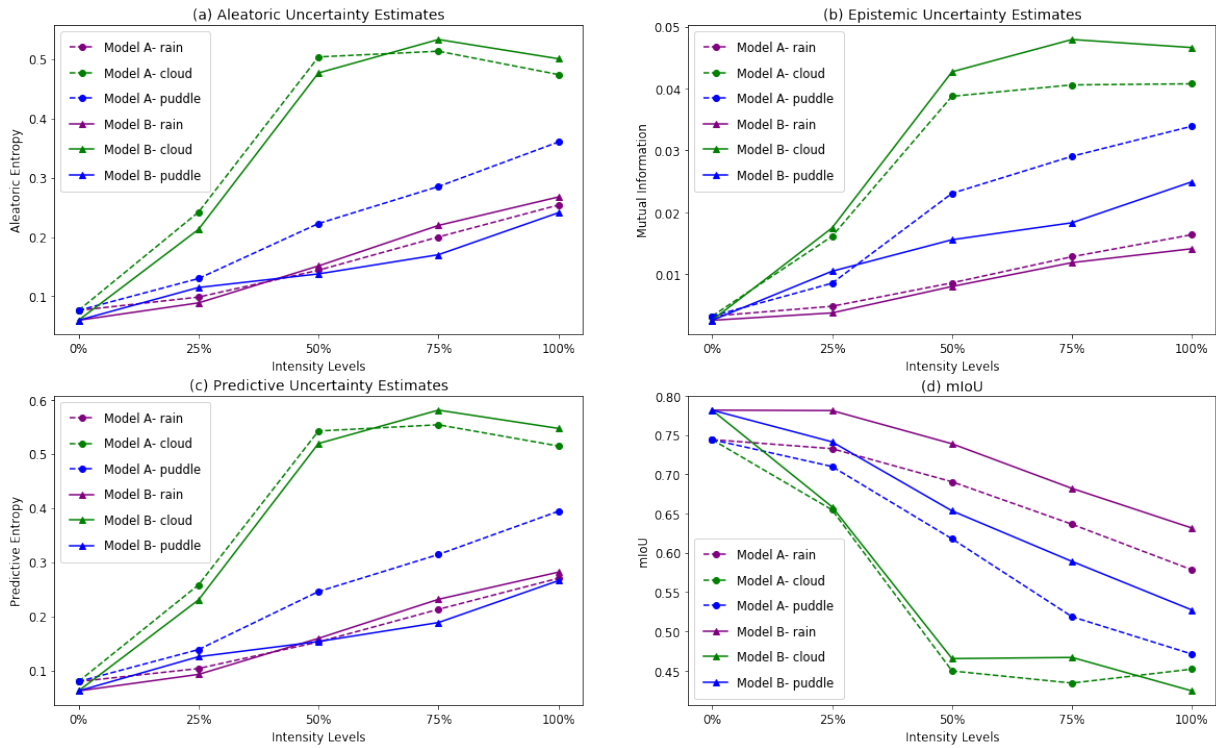 (a) Aleatoric Uncertainty Estimates
Model A- rain
Model A- cloud
Model A- puddle
Model B- rain
Model B- cloud
Model B- puddle
Aleatoric Entropy
0.5
0.4
0.3
0.2
0.1
0%
25%
50%
75%
100%
Intensity Levels
(b) Epistemic Uncertainty Estimates
Model A- rain
Model A- cloud
Model A- puddle
Model B- rain
Model B- cloud
Model B- puddle
Mutual Information
0.05
0.04
0.03
0.02
0.01
0%
25%
50%
75%
100%
Intensity Levels
(c) Predictive Uncertainty Estimates
Model A- rain
Model A- cloud
Model A- puddle
Model B- rain
Model B- cloud
Model B- puddle
Predictive Entropy
0.6
0.5
0.4
0.3
0.2
0.1
0%
25%
50%
75%
100%
Intensity Levels
(d) mIoU
mIoU
0.80
0.75
0.70
0.65
0.60
0.55
0.50
0.45
Model A- rain
Model A- cloud
Model A- puddle
Model B- rain
Model B- cloud
Model B- puddle
0%
25%
50%
75%
100%
Intensity Levels